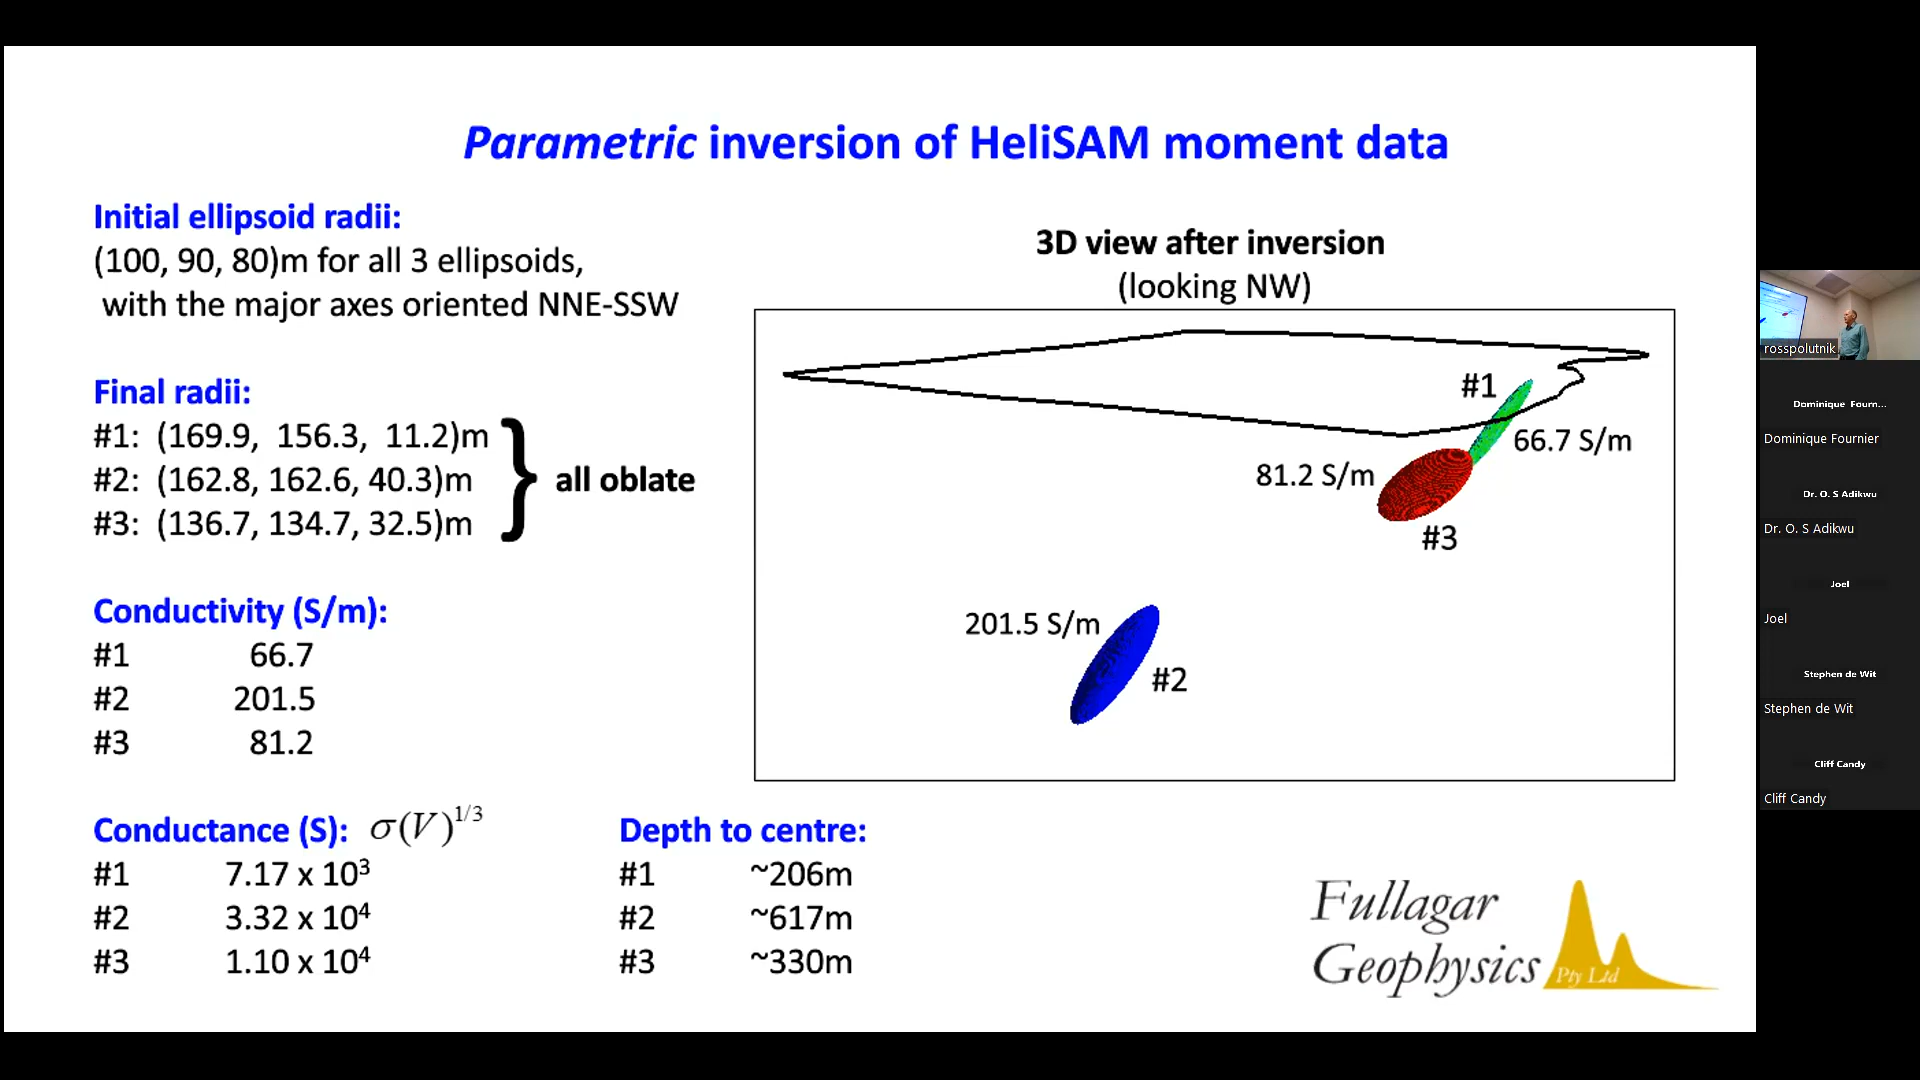 Parametric inversion of HeliSAM moment data
Initial ellipsoid radii:
(100, 90, 80)m for all 3 ellipsoids,
with the major axes oriented NNE-SSW
Final radii:
#1: (169.9, 156.3, 11.2)m
#2: (162.8, 162.6, 40.3)m
#3: (136.7, 134.7, 32.5)m
} all oblate
Conductivity (S/m):
#1 66.7
#2 201.5
#3 81.2
Conductance (S): σ(V)^1/3
#1 7.17 x 10³
#2 3.32 x 10⁴
#3 1.10 x 10⁴
Depth to centre:
#1 ~206m
#2 ~617m
#3 ~330m
3D view after inversion
(looking NW)
#1
66.7 S/m
81.2 S/m
#3
201.5 S/m
#2
Fullagar
Geophysics
Pty Ltd
rosspolutnik
Dominique Fourn...
Dominique Fournier
Dr. O. S Adikwu
Dr. O. S Adikwu
Joel
Joel
Stephen de Wit
Stephen de Wit
Cliff Candy
Cliff Candy